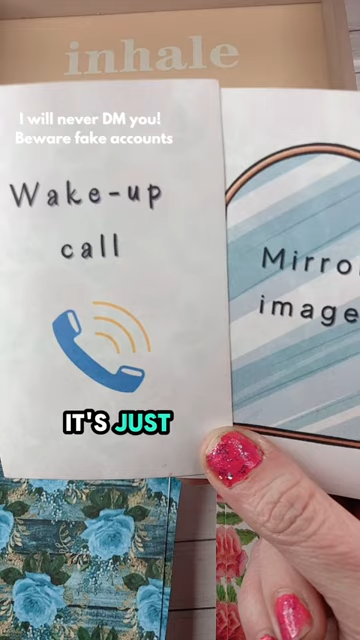 inhale
I will never DM you!
Beware fake accounts
Wake-up
call
Mirro
image
IT'S JUST